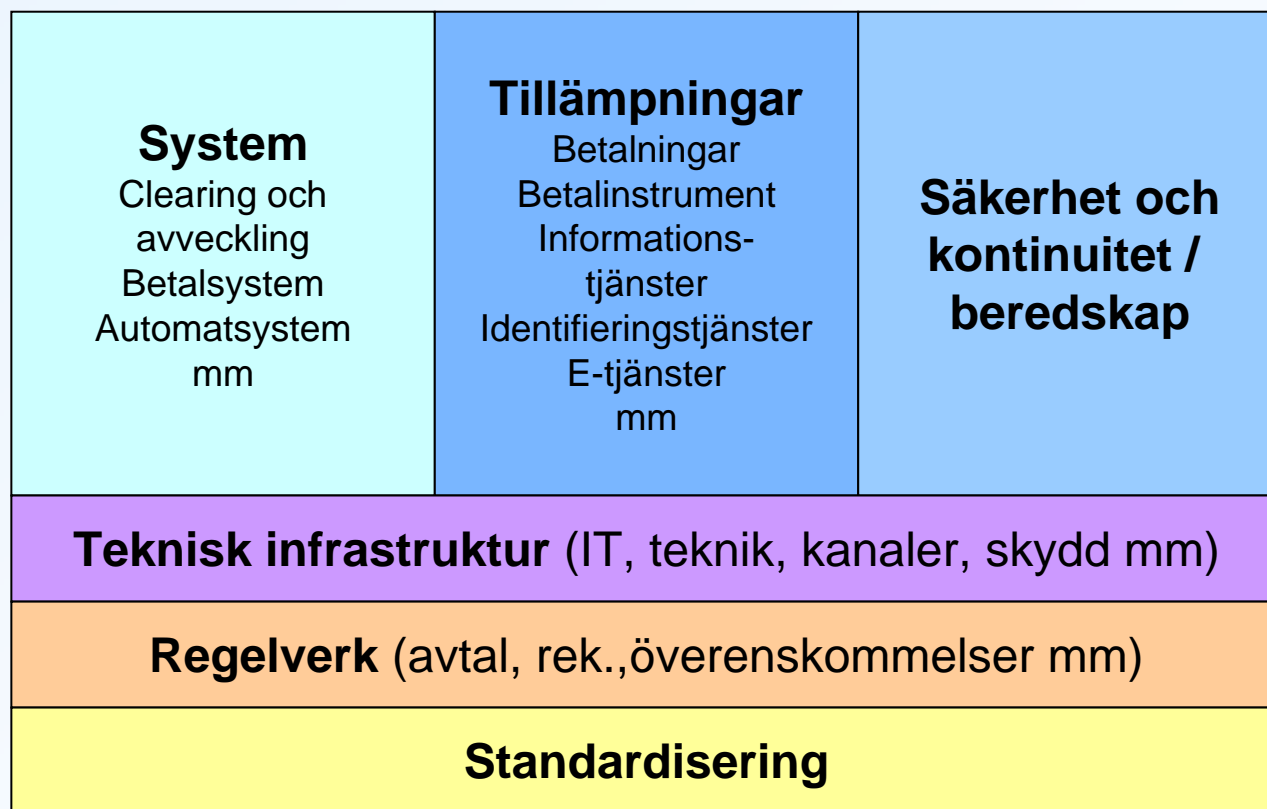 System
Clearing och
avveckling
Betalsystem
Automatsystem
mm
Tillämpningar
Betalningar
Betalinstrument
Informations-
tjänster
Identifieringstjänster
E-tjänster
mm
Säkerhet och
kontinuitet /
beredskap
Teknisk infrastruktur (IT, teknik, kanaler, skydd mm)
Regelverk (avtal, rek.,överenskommelser mm)
Standardisering